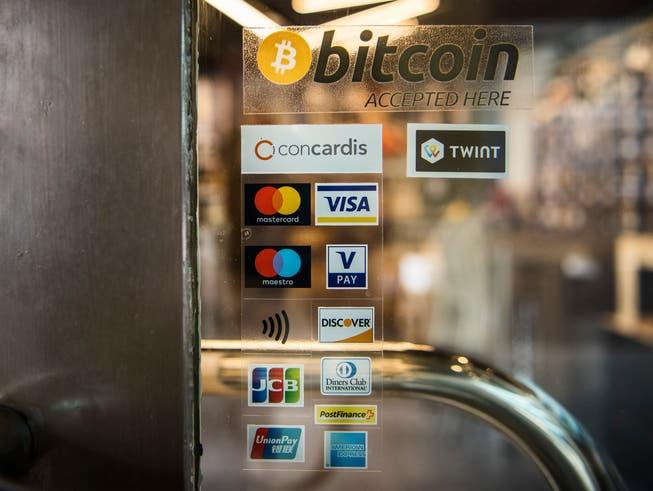 bitcoin
ACCEPTED HERE
concardis
TWINT
mastercard
VISA
maestro
V
PAY
DISCOVER
JCB
Diners Club
INTERNATIONAL
PostFinance
UnionPay
银联
AMERICAN
EXPRESS